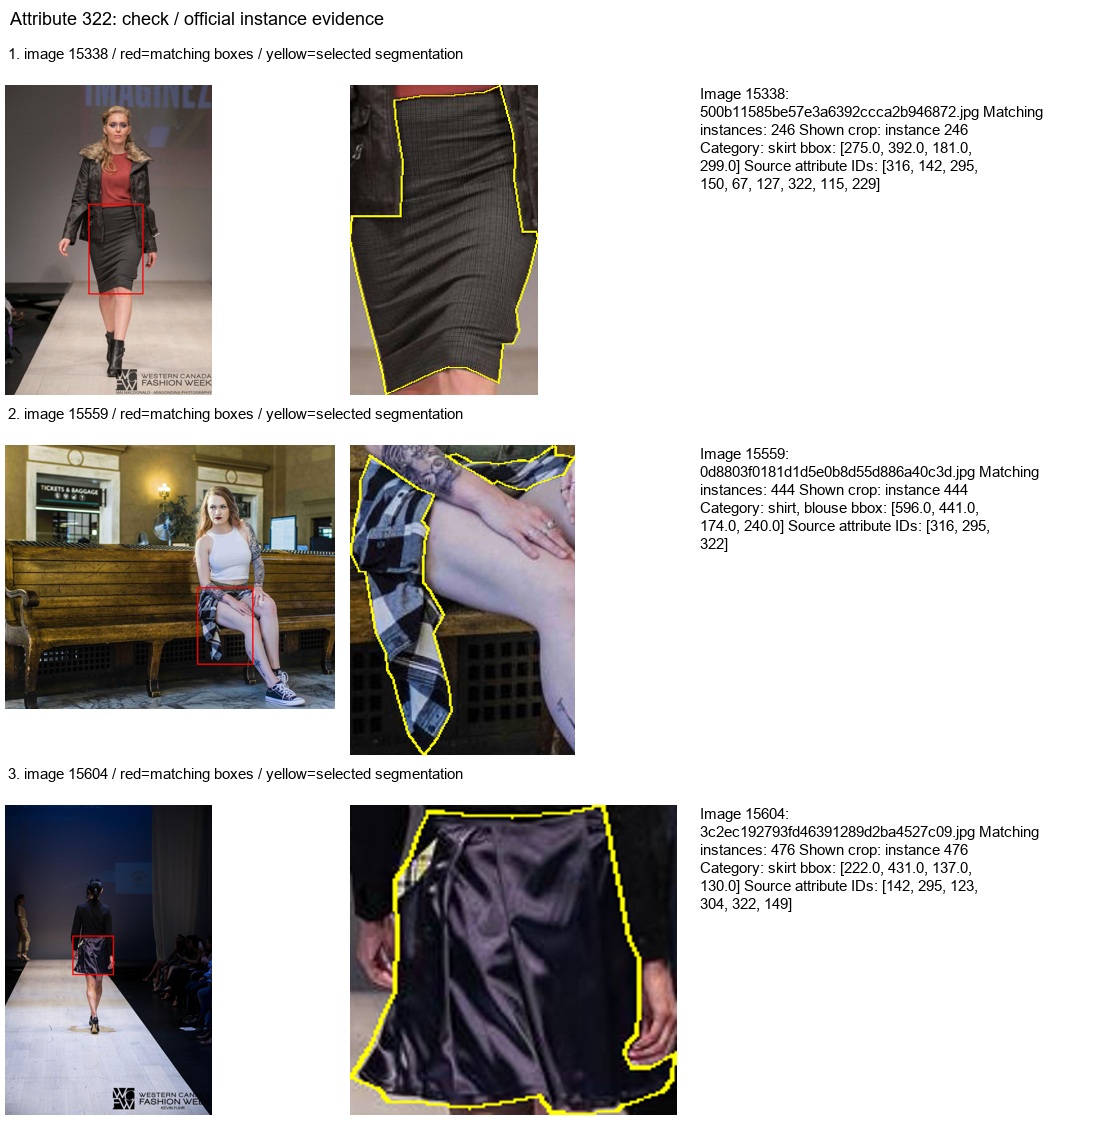 Attribute 322: check / official instance evidence
1. image 15338 / red=matching boxes / yellow=selected segmentation
IMAGINEZ
WESTERN CANADA
FASHION WEEK
Image 15338:
500b11585be57e3a6392ccca2b946872.jpg Matching
instances: 246 Shown crop: instance 246
Category: skirt bbox: [275.0, 392.0, 181.0,
299.0] Source attribute IDs: [316, 142, 295,
150, 67, 127, 322, 115, 229]
2. image 15559 / red=matching boxes / yellow=selected segmentation
TICKETS & BAGGAGE
Image 15559:
0d8803f0181d1d5e0b8d55d886a40c3d.jpg Matching
instances: 444 Shown crop: instance 444
Category: shirt, blouse bbox: [596.0, 441.0,
174.0, 240.0] Source attribute IDs: [316, 295,
322]
3. image 15604 / red=matching boxes / yellow=selected segmentation
WESTERN CANA
FASHION WE
Image 15604:
3c2ec192793fd46391289d2ba4527c09.jpg Matching
instances: 476 Shown crop: instance 476
Category: skirt bbox: [222.0, 431.0, 137.0,
130.0] Source attribute IDs: [142, 295, 123,
304, 322, 149]